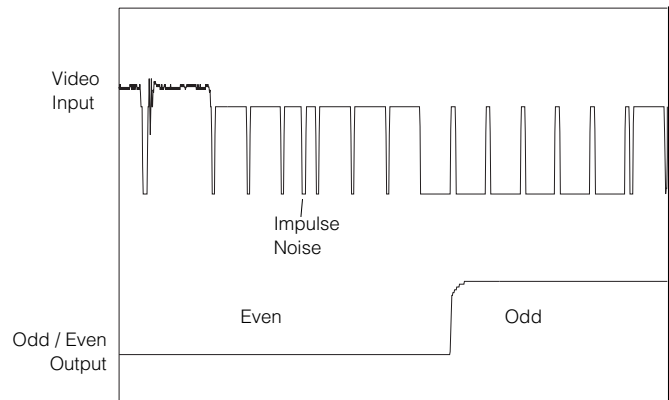 Video
Input
Impulse
Noise
Even
Odd
Odd / Even
Output